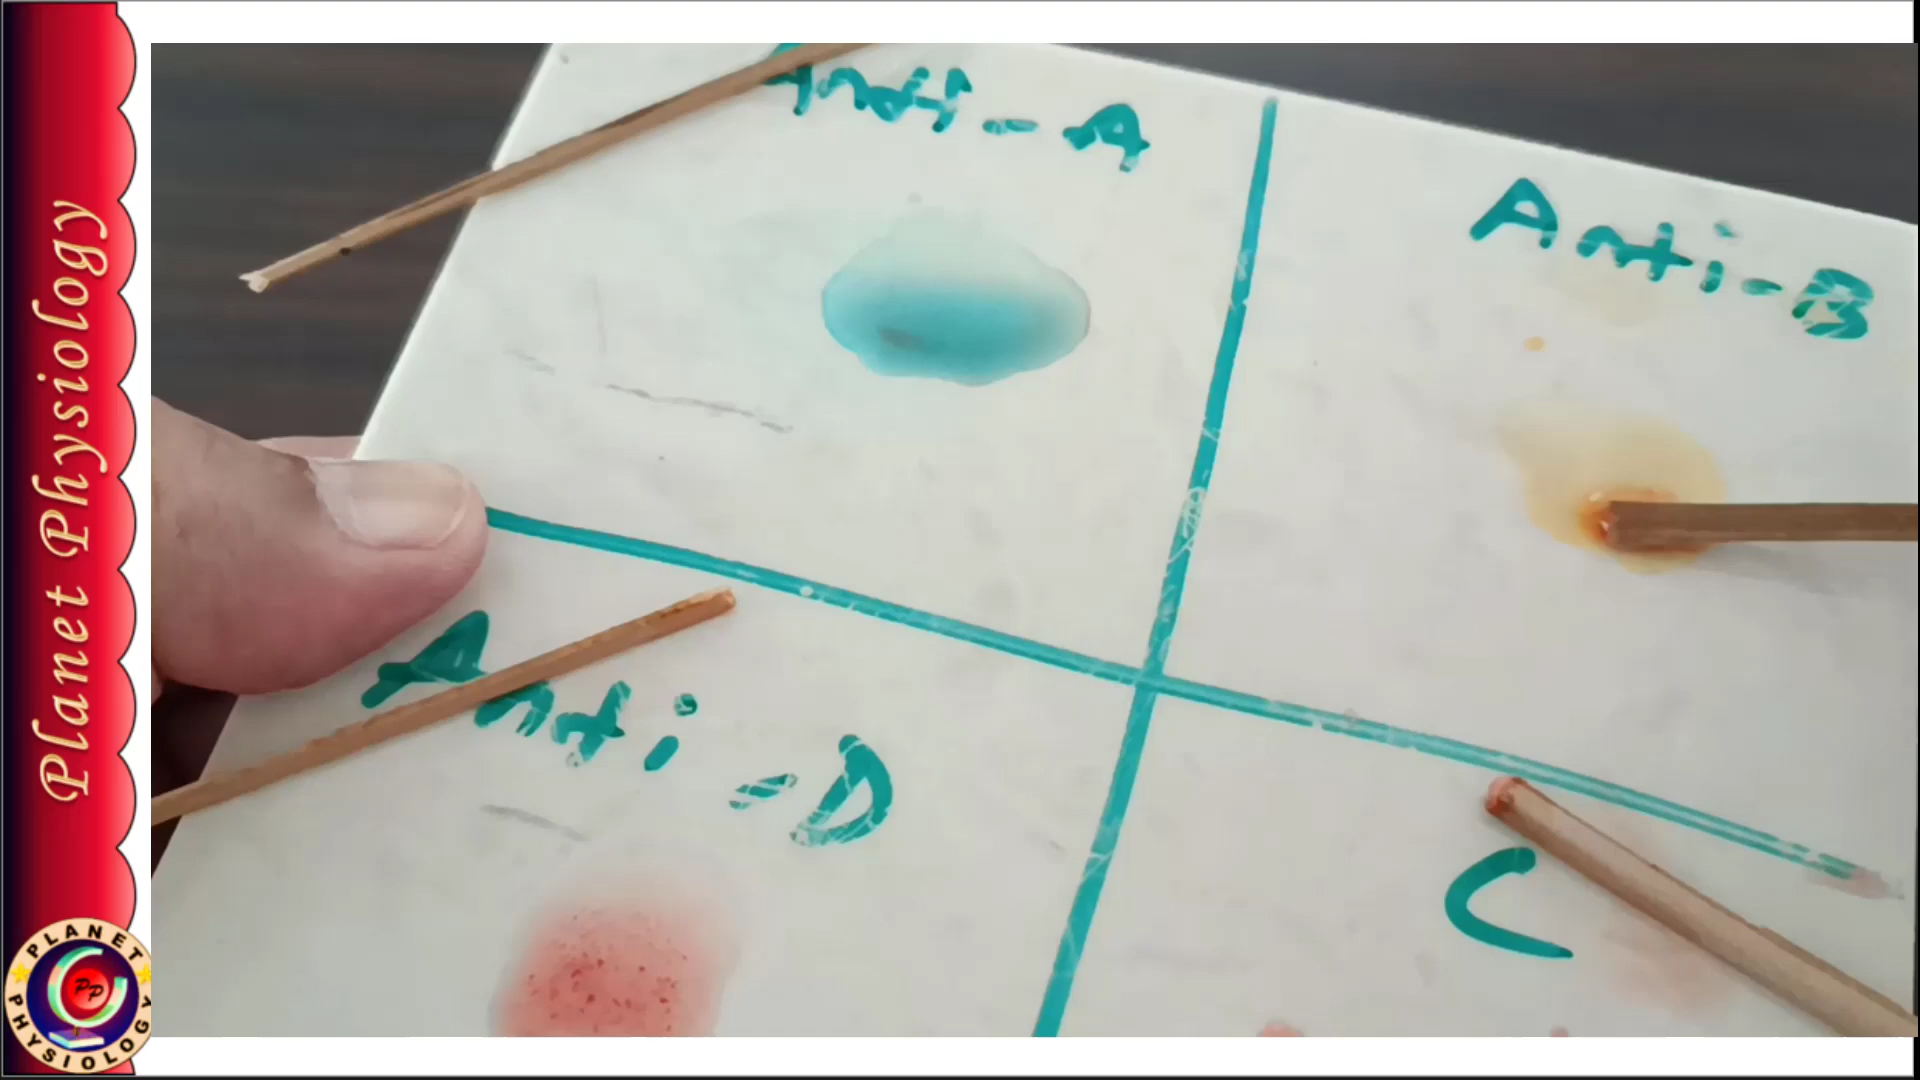 Anti-A
Anti-B
Anti-D
C
Planet Physiology
PLANET
PP
PHYSIOLOGY